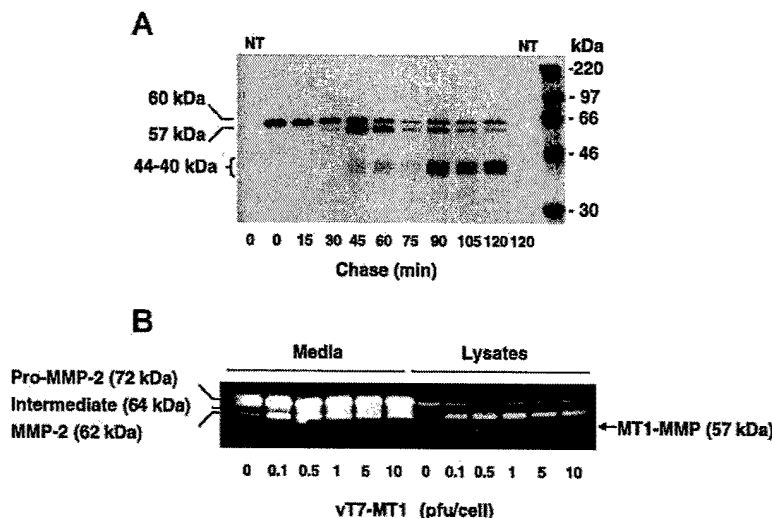 A
NT NT kDa
60 kDa -220
- 97
57 kDa - 66
44-40 kDa - 46
- 30
0 0 15 30 45 60 75 90 105 120 120
Chase (min)
B
Media Lysates
Pro-MMP-2 (72 kDa)
Intermediate (64 kDa)
MMP-2 (62 kDa) MT1-MMP (57 kDa)
0 0.1 0.5 1 5 10 0 0.1 0.5 1 5 10
vT7-MT1 (pfu/cell)